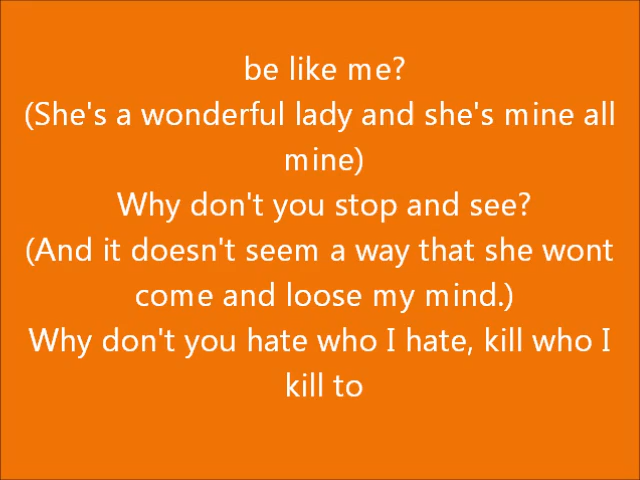 be like me?
(She's a wonderful lady and she's mine all
mine)
Why don't you stop and see?
(And it doesn't seem a way that she wont
come and loose my mind.)
Why don't you hate who I hate, kill who I
kill to